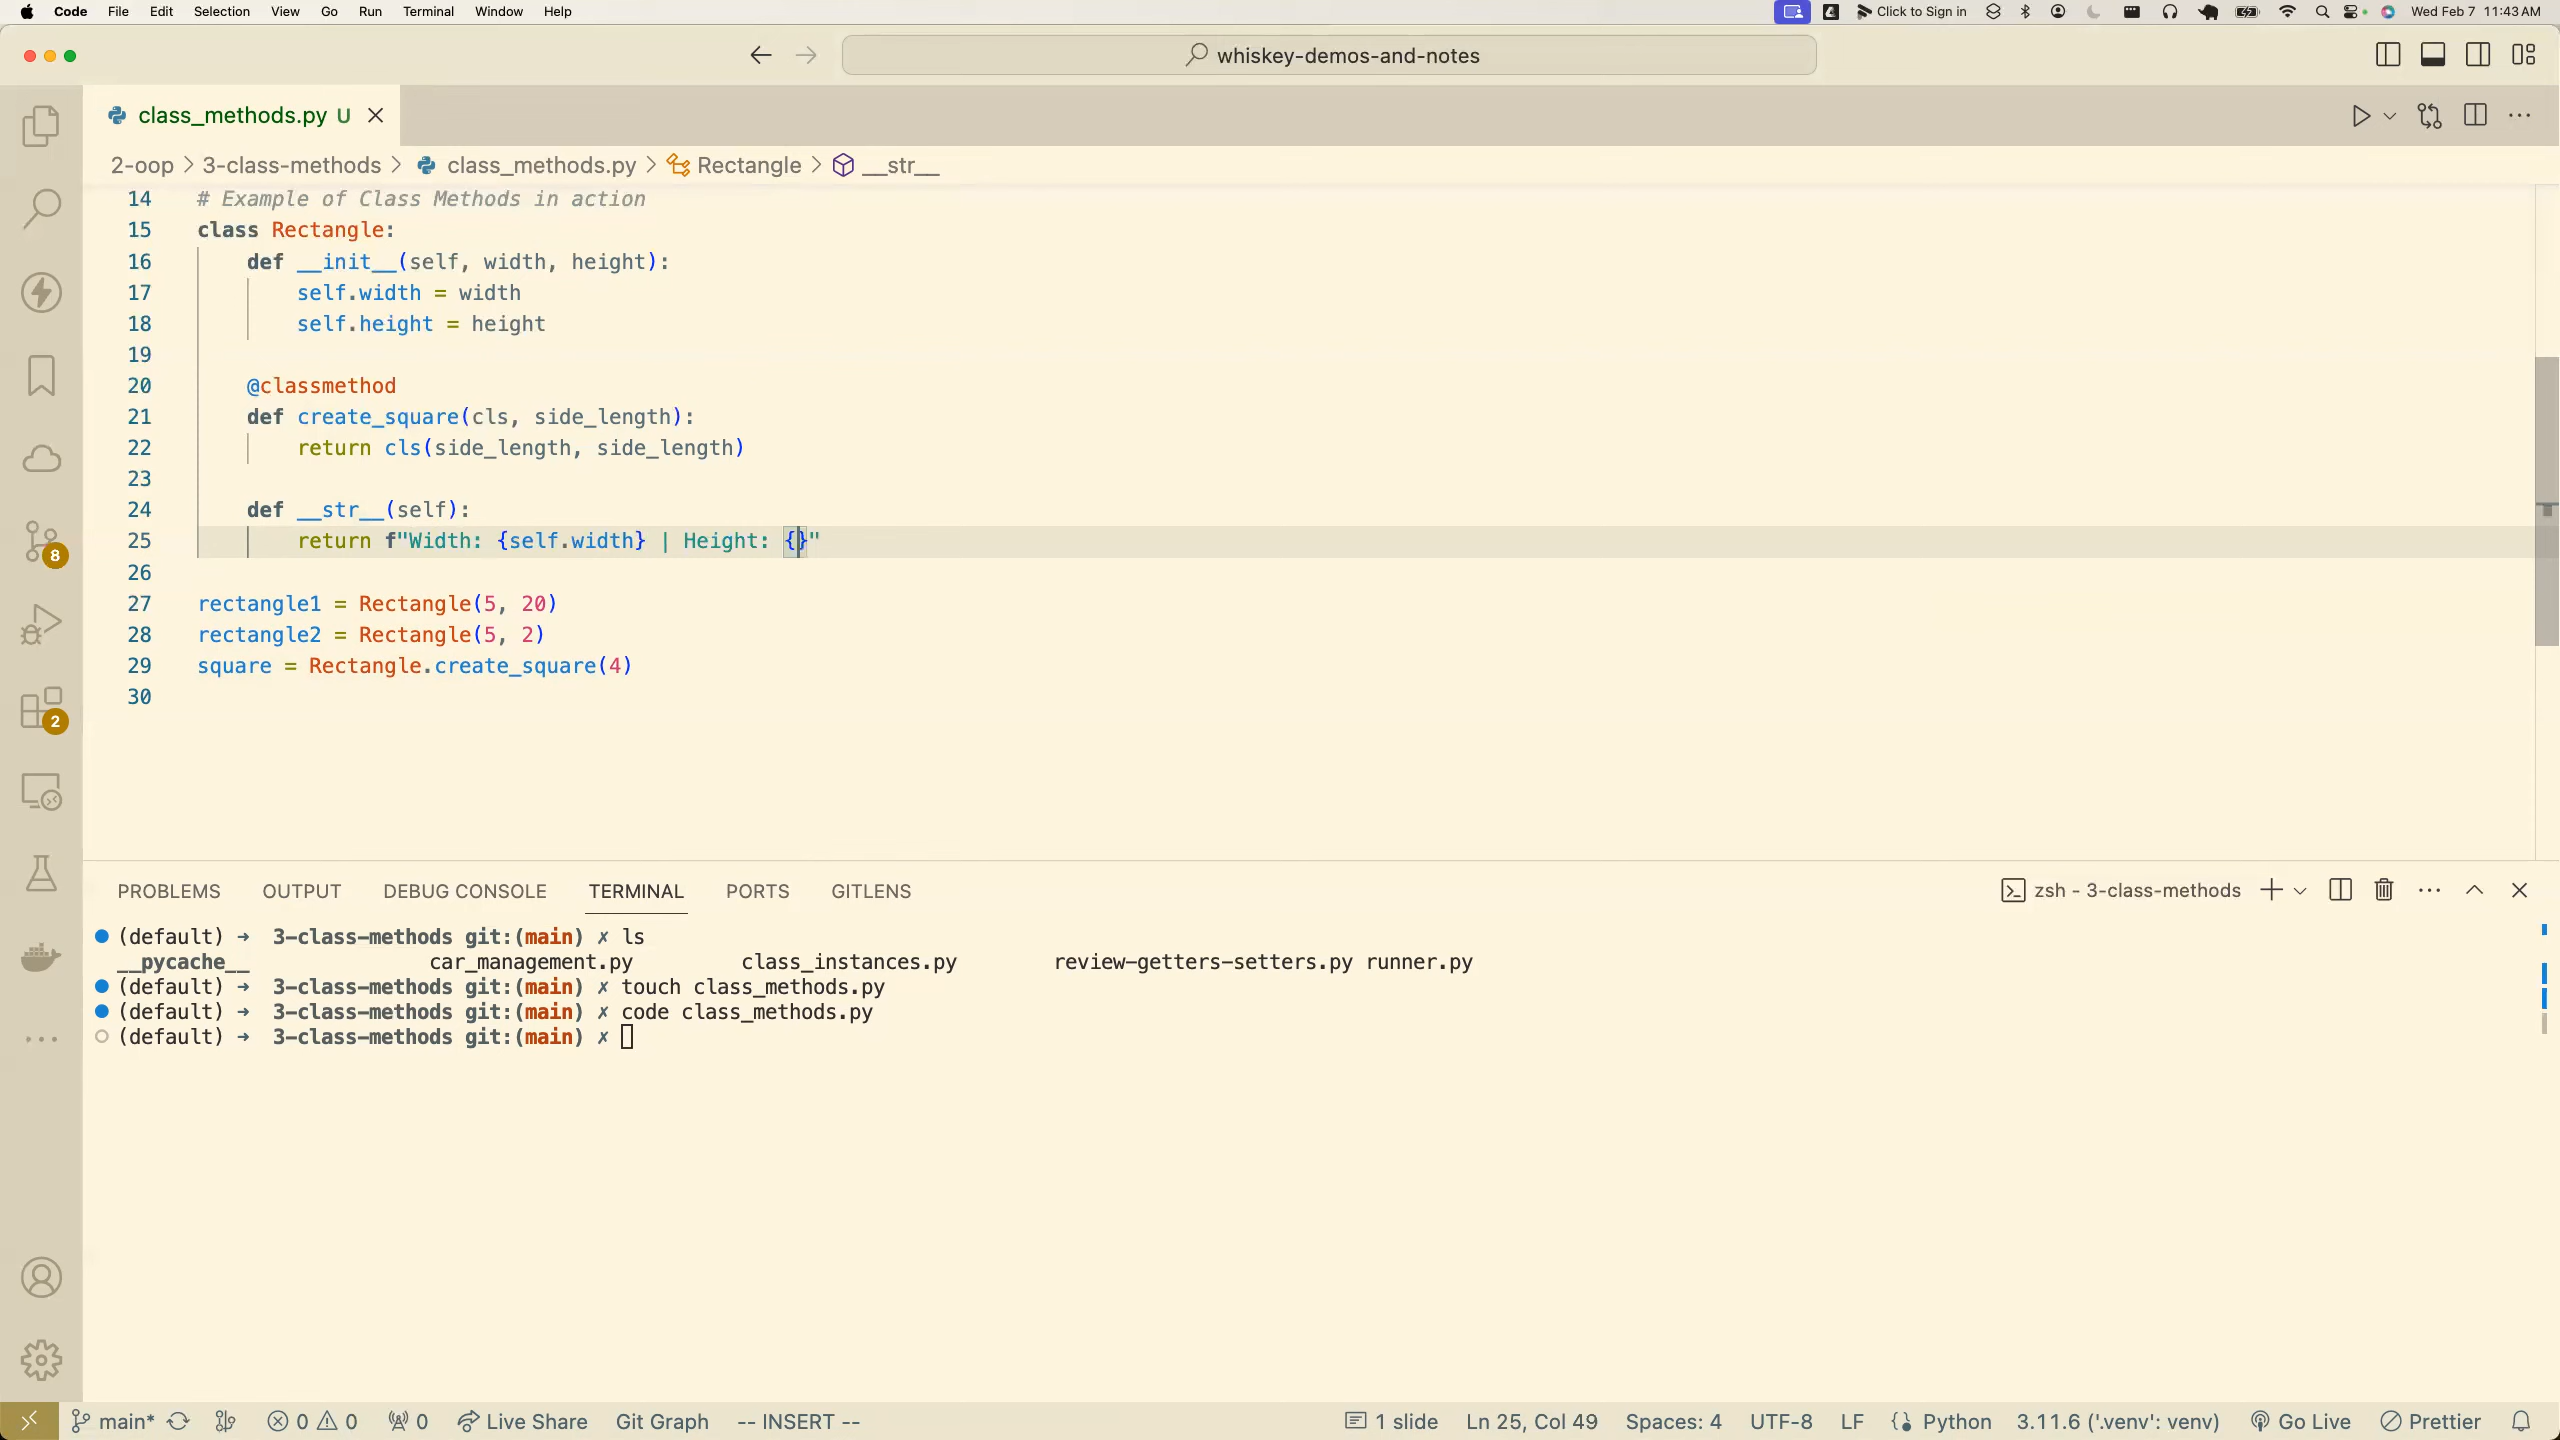 Code File Edit Selection View Go Run Terminal Window Help Click to Sign in Wed Feb 7 11:43 AM
whiskey-demos-and-notes
class_methods.py U
2-oop > 3-class-methods > class_methods.py > Rectangle > __str__
14 # Example of Class Methods in action
15 class Rectangle:
16 def __init__(self, width, height):
17 self.width = width
18 self.height = height
19
20 @classmethod
21 def create_square(cls, side_length):
22 return cls(side_length, side_length)
23
24 def __str__(self):
25 return f"Width: {self.width} | Height: {}"
26
27 rectangle1 = Rectangle(5, 20)
28 rectangle2 = Rectangle(5, 2)
29 square = Rectangle.create_square(4)
30
8
2
PROBLEMS OUTPUT DEBUG CONSOLE TERMINAL PORTS GITLENS zsh - 3-class-methods
(default) → 3-class-methods git:(main) ✗ ls
__pycache__ car_management.py class_instances.py review-getters-setters.py runner.py
(default) → 3-class-methods git:(main) ✗ touch class_methods.py
(default) → 3-class-methods git:(main) ✗ code class_methods.py
(default) → 3-class-methods git:(main) ✗
main* 0 0 0 Live Share Git Graph -- INSERT -- 1 slide Ln 25, Col 49 Spaces: 4 UTF-8 LF Python 3.11.6 ('.venv': venv) Go Live Prettier